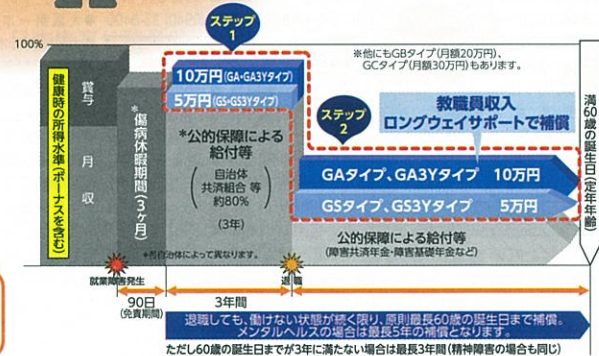 ステップ
1
100%
※他にもGBタイプ(月額20万円)、
GCタイプ(月額30万円)もあります。
健康時の所得水準(ボーナスを含む)
賞与
月収
*傷病休暇期間(3ヶ月)
10万円(GA・GA3Yタイプ)
5万円(GS・GS3Yタイプ)
*公的保障による
給付等
自治体
共済組合 等
約80%
(3年)
ステップ
2
教職員収入
ロングウェイサポートで補償
GAタイプ、GA3Yタイプ 10万円
GSタイプ、GS3Yタイプ 5万円
公的保障による給付等
(障害共済年金・障害基礎年金など)
満60歳の誕生日(定年年齢)
*各自治体によって異なります。
就業障害発生
退職
90日
(免責期間)
3年間
退職しても、働けない状態が続く限り、原則最長60歳の誕生日まで補償。
メンタルヘルスの場合は最長5年の補償となります。
ただし60歳の誕生日までが3年に満たない場合は最長3年間(精神障害の場合も同じ)